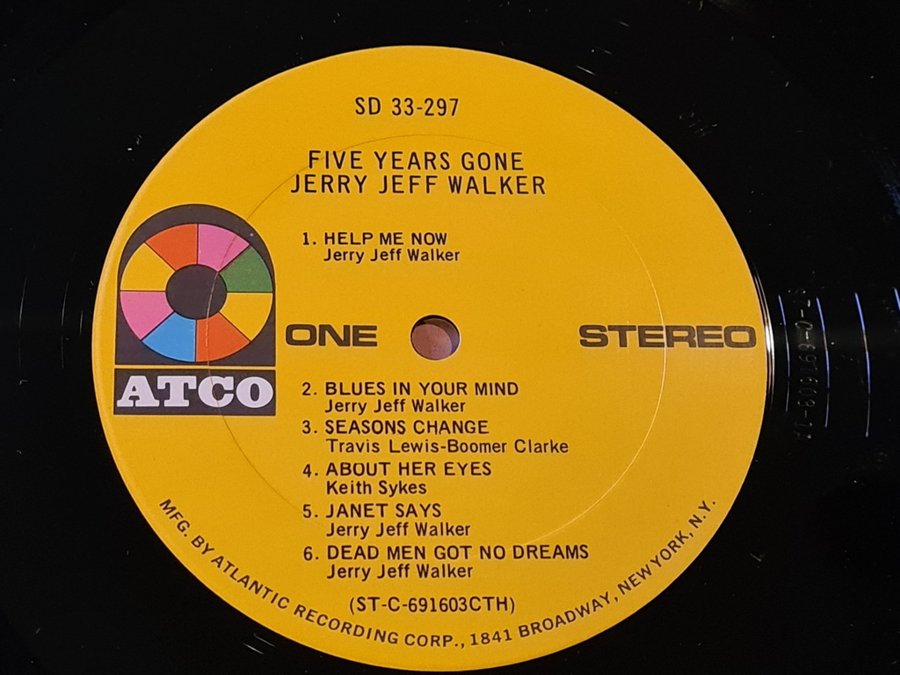 SD 33-297
FIVE YEARS GONE
JERRY JEFF WALKER
1. HELP ME NOW
Jerry Jeff Walker
ONE
STEREO
ATCO
2. BLUES IN YOUR MIND
Jerry Jeff Walker
3. SEASONS CHANGE
Travis Lewis-Boomer Clarke
4. ABOUT HER EYES
Keith Sykes
5. JANET SAYS
Jerry Jeff Walker
6. DEAD MEN GOT NO DREAMS
Jerry Jeff Walker
(ST-C-691603CTH)
MFG. BY ATLANTIC RECORDING CORP., 1841 BROADWAY, NEW YORK, N.Y.